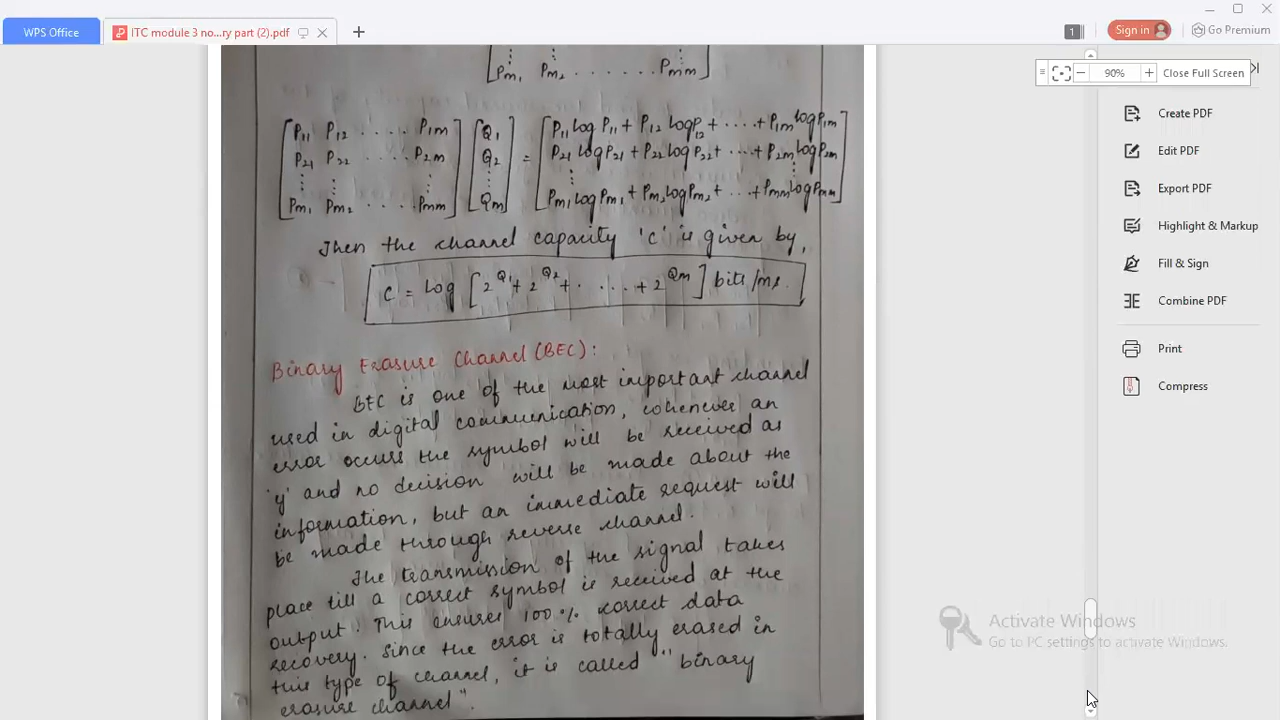 WPS Office
ITC module 3 no...ry part (2).pdf
1
Sign in
Go Premium
90%
Close Full Screen
Pm1 Pm2 ...... Pmm
[P11 P12 ..... P1m] [Q1] [P11 log P11 + P12 log P12 + ..... + P1m log P1m]
[P21 P22 ..... P2m] [Q2] = [P21 log P21 + P22 log P22 + ..... + P2m log P2m]
[Pm1 Pm2 ..... Pmm] [Qm] [Pm1 log Pm1 + Pm2 log Pm2 + ... + Pmm log Pmm]
Then the channel capacity 'C' is given by,
C = log [2^Q1 + 2^Q2 + ..... + 2^Qm] bits/ms.
Binary Erasure Channel (BEC):
BEC is one of the most important channel
used in digital communication, whenever an
error occurs the symbol will be received as
'y' and no decision will be made about the
information, but an immediate request will
be made through reverse channel.
The transmission of the signal takes
place till a correct symbol is received at the
output. This ensures 100% correct data
recovery. Since the error is totally erased in
this type of channel, it is called "binary
erasure channel".
Create PDF
Edit PDF
Export PDF
Highlight & Markup
Fill & Sign
Combine PDF
Print
Compress
Activate Windows
Go to PC settings to activate Windows.